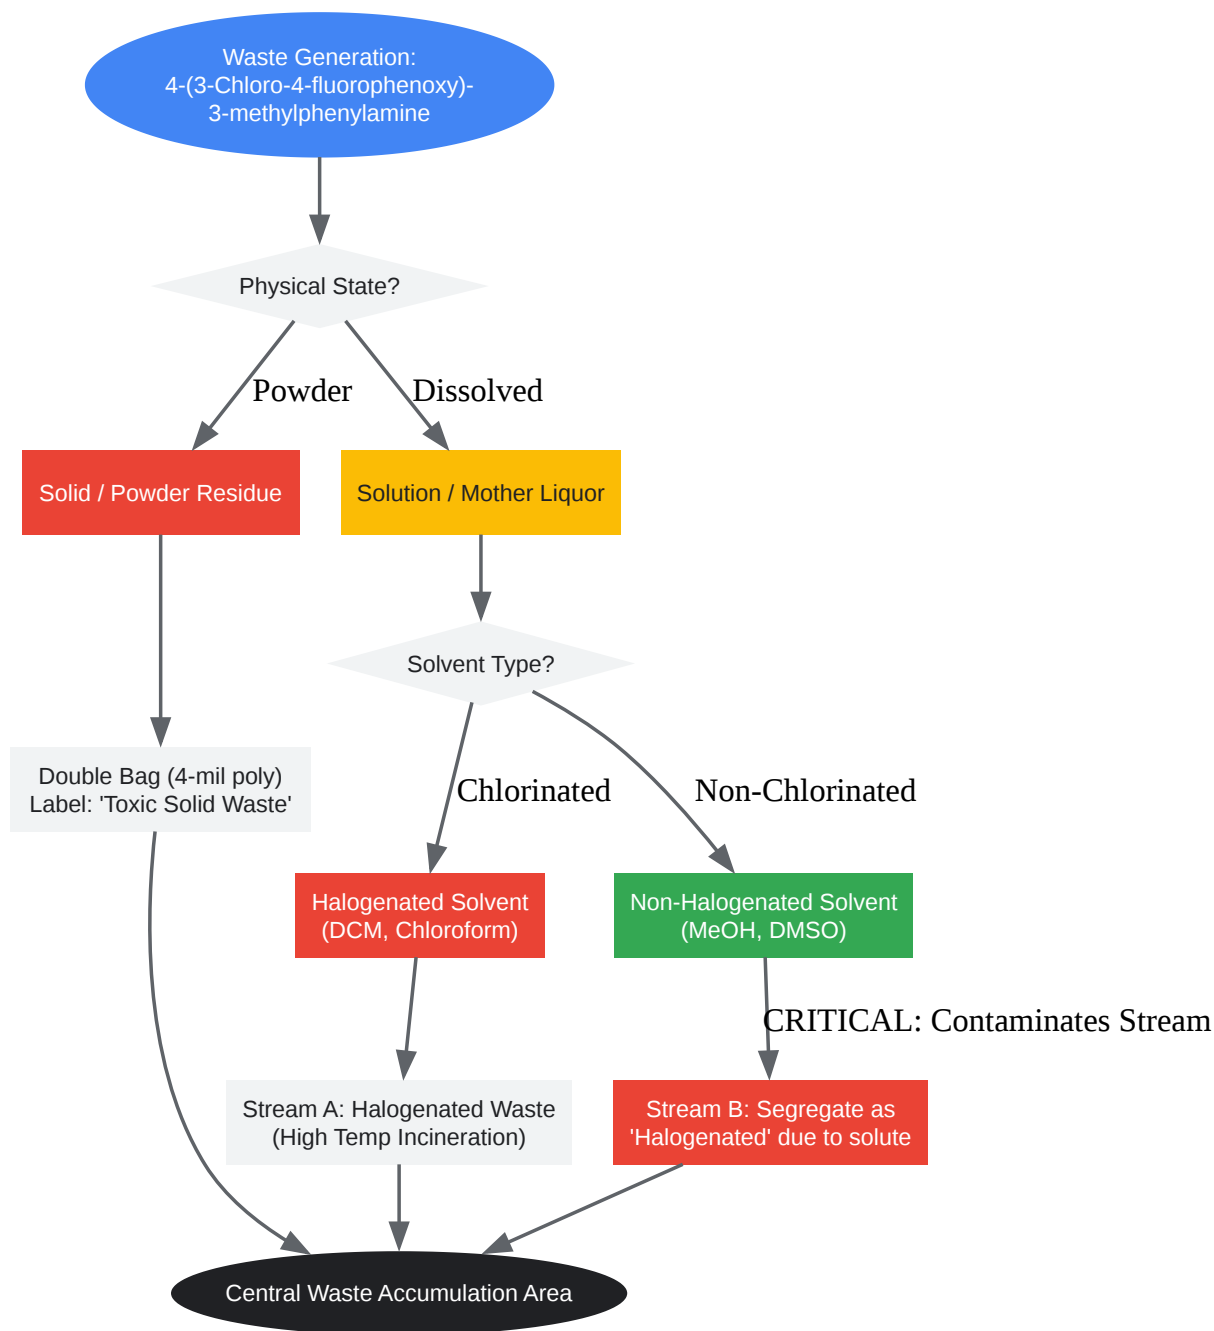 Waste Generation:
4-(3-Chloro-4-fluorophenoxy)-
3-methylphenylamine
Physical State?
Powder
Dissolved
Solid / Powder Residue
Solution / Mother Liquor
Solvent Type?
Double Bag (4-mil poly)
Label: 'Toxic Solid Waste'
Chlorinated
Non-Chlorinated
Halogenated Solvent
(DCM, Chloroform)
Non-Halogenated Solvent
(MeOH, DMSO)
CRITICAL: Contaminates Stream
Stream A: Halogenated Waste
(High Temp Incineration)
Stream B: Segregate as
'Halogenated' due to solute
Central Waste Accumulation Area